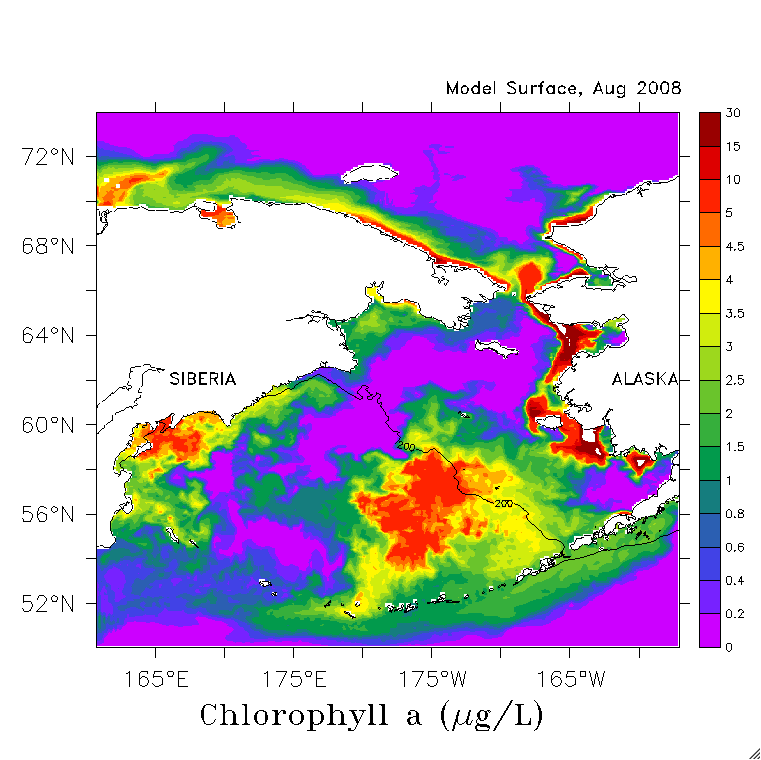 Model Surface, Aug 2008
72°N
68°N
64°N
60°N
56°N
52°N
SIBERIA
ALASKA
200
200
165°E
175°E
175°W
165°W
30
15
10
5
4.5
4
3.5
3
2.5
2
1.5
1
0.8
0.6
0.4
0.2
0
Chlorophyll a (μg/L)